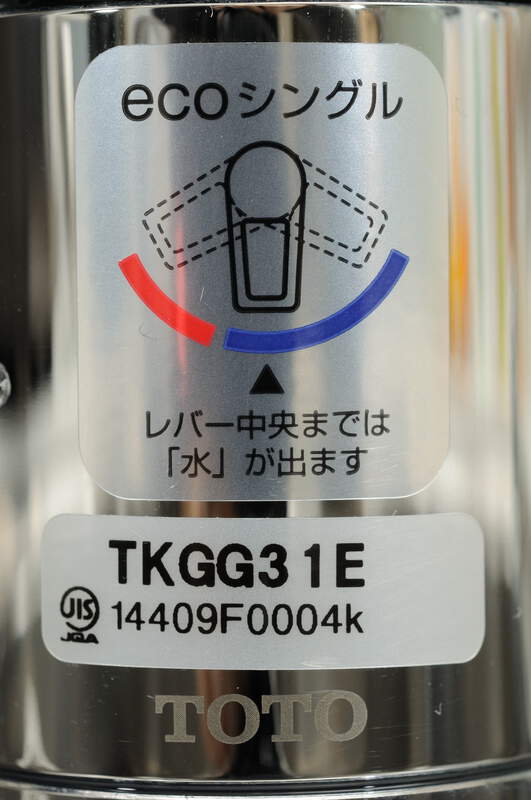 ecoシングル
レバー中央までは
「水」が出ます
TKGG31E
JIS
JQA
14409F0004k
TOTO